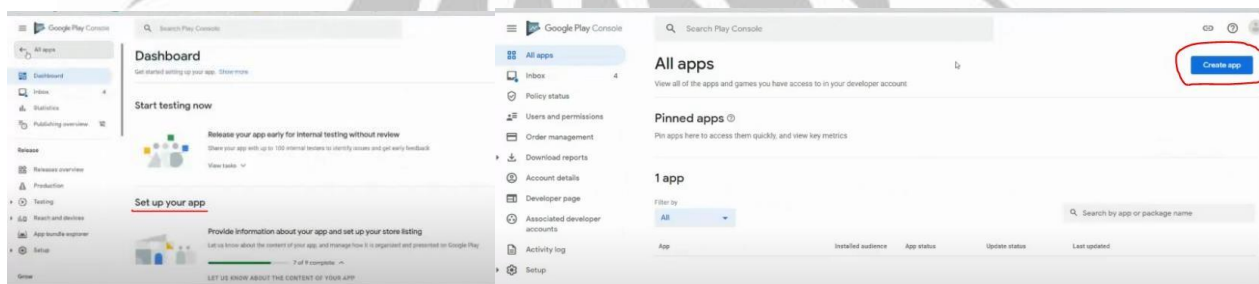 Google Play Console
Search Play Console
All apps
Dashboard
Inbox 4
Statistics
Publishing overview
Release
Releases overview
Production
Testing
Reach and devices
App bundle explorer
Setup
Grow
Dashboard
Get started setting up your app. Show more
Start testing now
Release your app early for internal testing without review
Share your app with up to 100 internal testers to identify issues and get early feedback
View tasks
Set up your app
Provide information about your app and set up your store listing
Let us know about the content of your app, and manage how it is organized and presented on Google Play
7 of 9 complete
LET US KNOW ABOUT THE CONTENT OF YOUR APP
Google Play Console
Search Play Console
All apps
Inbox 4
Policy status
Users and permissions
Order management
Download reports
Account details
Developer page
Associated developer
accounts
Activity log
Setup
All apps
Create app
View all of the apps and games you have access to in your developer account
Pinned apps
Pin apps here to access them quickly, and view key metrics
1 app
Filter by
All
Search by app or package name
App Installed audience App status Update status Last updated